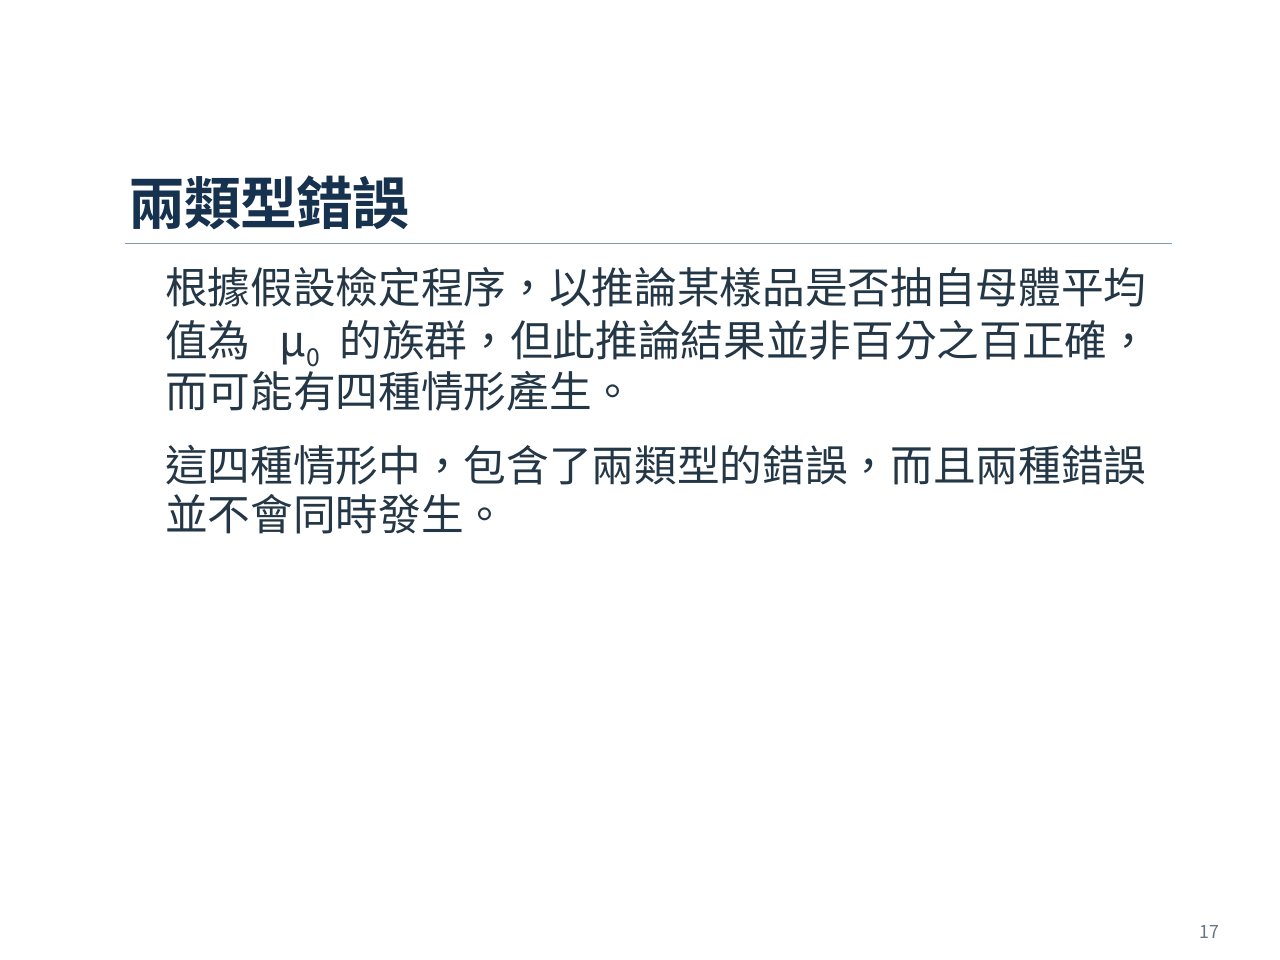 兩類型錯誤
根據假設檢定程序，以推論某樣品是否抽自母體平均
值為 μ₀ 的族群，但此推論結果並非百分之百正確，
而可能有四種情形產生。
這四種情形中，包含了兩類型的錯誤，而且兩種錯誤
並不會同時發生。
17